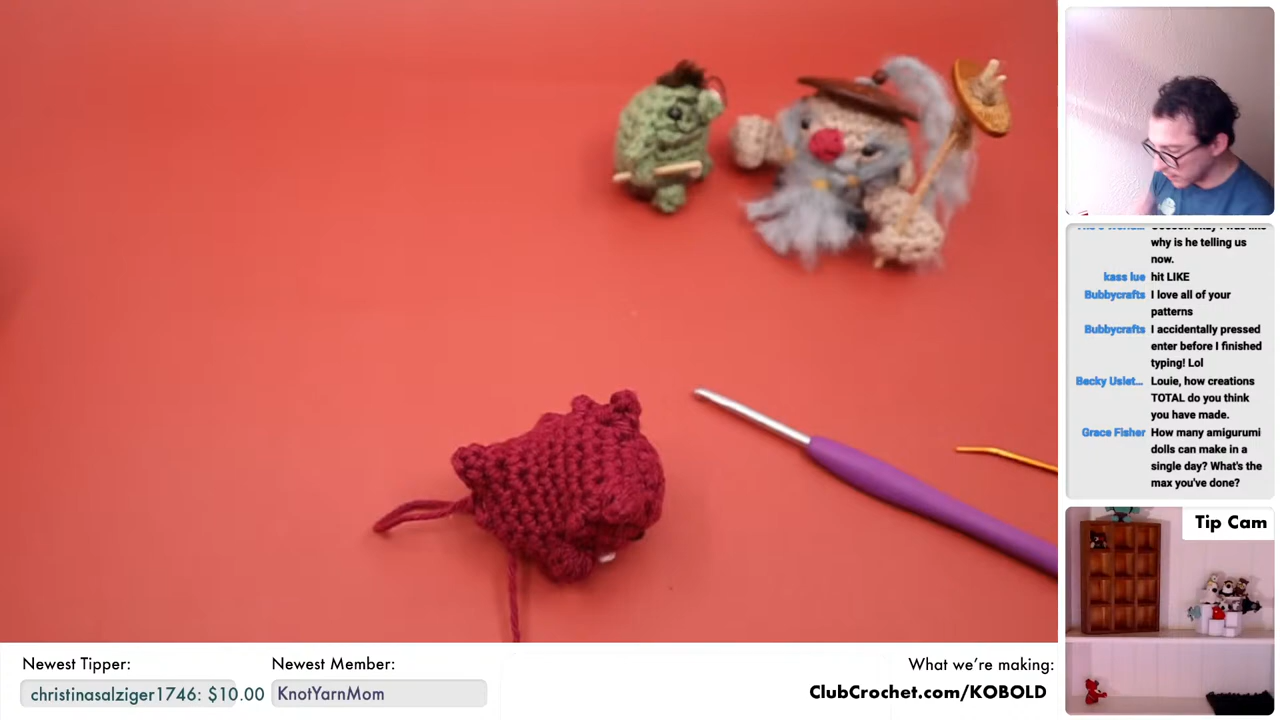 why is he telling us
now.
kass lue hit LIKE
Bubbycrafts I love all of your
patterns
Bubbycrafts I accidentally pressed
enter before I finished
typing! Lol
Becky Uslet... Louie, how creations
TOTAL do you think
you have made.
Grace Fisher How many amigurumi
dolls can make in a
single day? What's the
max you've done?
Tip Cam
Newest Tipper:
christinasalziger1746: $10.00
Newest Member:
KnotYarnMom
What we're making:
ClubCrochet.com/KOBOLD